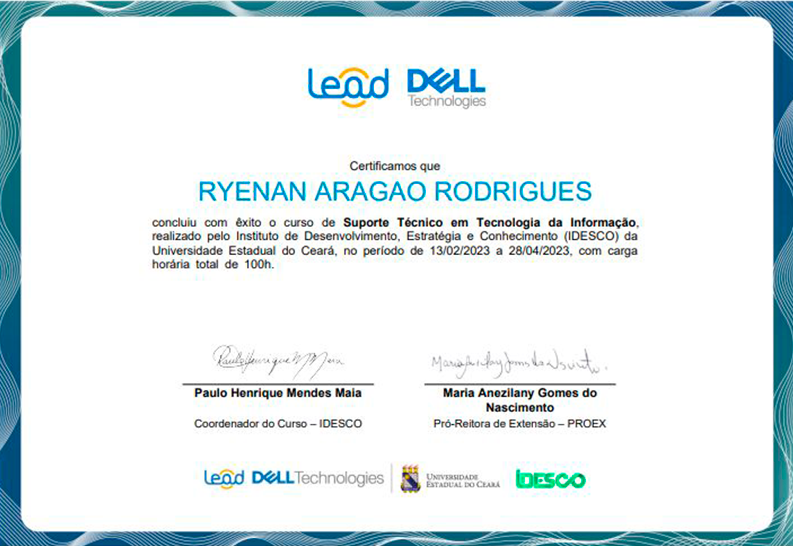 Lead DELL
Technologies
Certificamos que
RYENAN ARAGAO RODRIGUES
concluiu com êxito o curso de Suporte Técnico em Tecnologia da Informação,
realizado pelo Instituto de Desenvolvimento, Estratégia e Conhecimento (IDESCO) da
Universidade Estadual do Ceará, no período de 13/02/2023 a 28/04/2023, com carga
horária total de 100h.
Paulo Henrique Mendes Maia
Coordenador do Curso – IDESCO
Maria Anezilany Gomes do
Nascimento
Pró-Reitora de Extensão – PROEX
Lead DELLTechnologies
UNIVERSIDADE
ESTADUAL DO CEARÁ
IDESCO